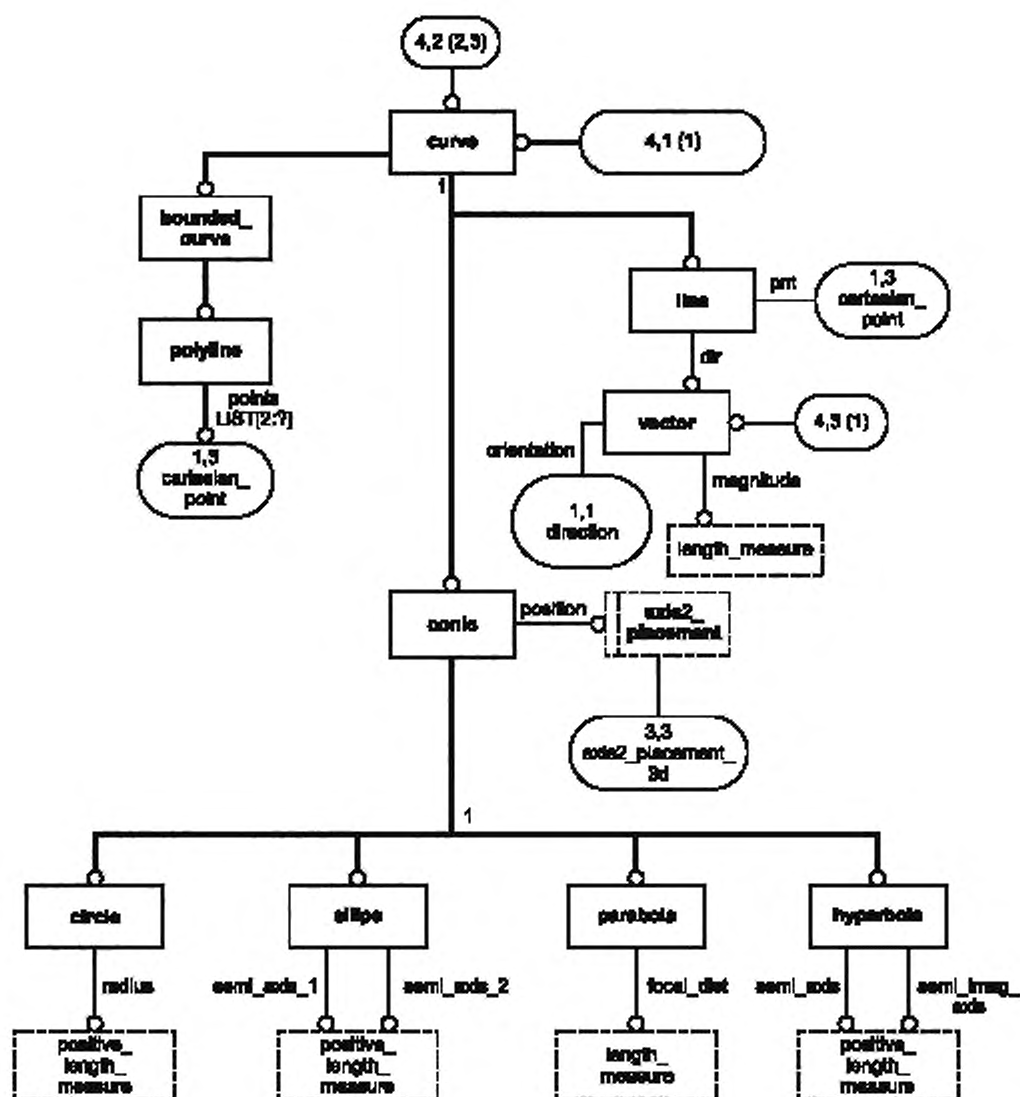 4,2 (2,3)
curve
4,1 (1)
1
bounded_
curve
line
pnt
1,3
cartesian_
point
polyline
dir
points
LIST[2:?]
vector
4,3 (1)
1,3
cartesian_
point
orientation
magnitude
1,1
direction
length_measure
conic
position
axis2_
placement
3,3
axis2_placement_
3d
1
circle
ellipse
parabola
hyperbola
radius
semi_axis_1
semi_axis_2
focal_dist
semi_axis
semi_imag_
axis
positive_
length_
measure
positive_
length_
measure
length_
measure
positive_
length_
measure